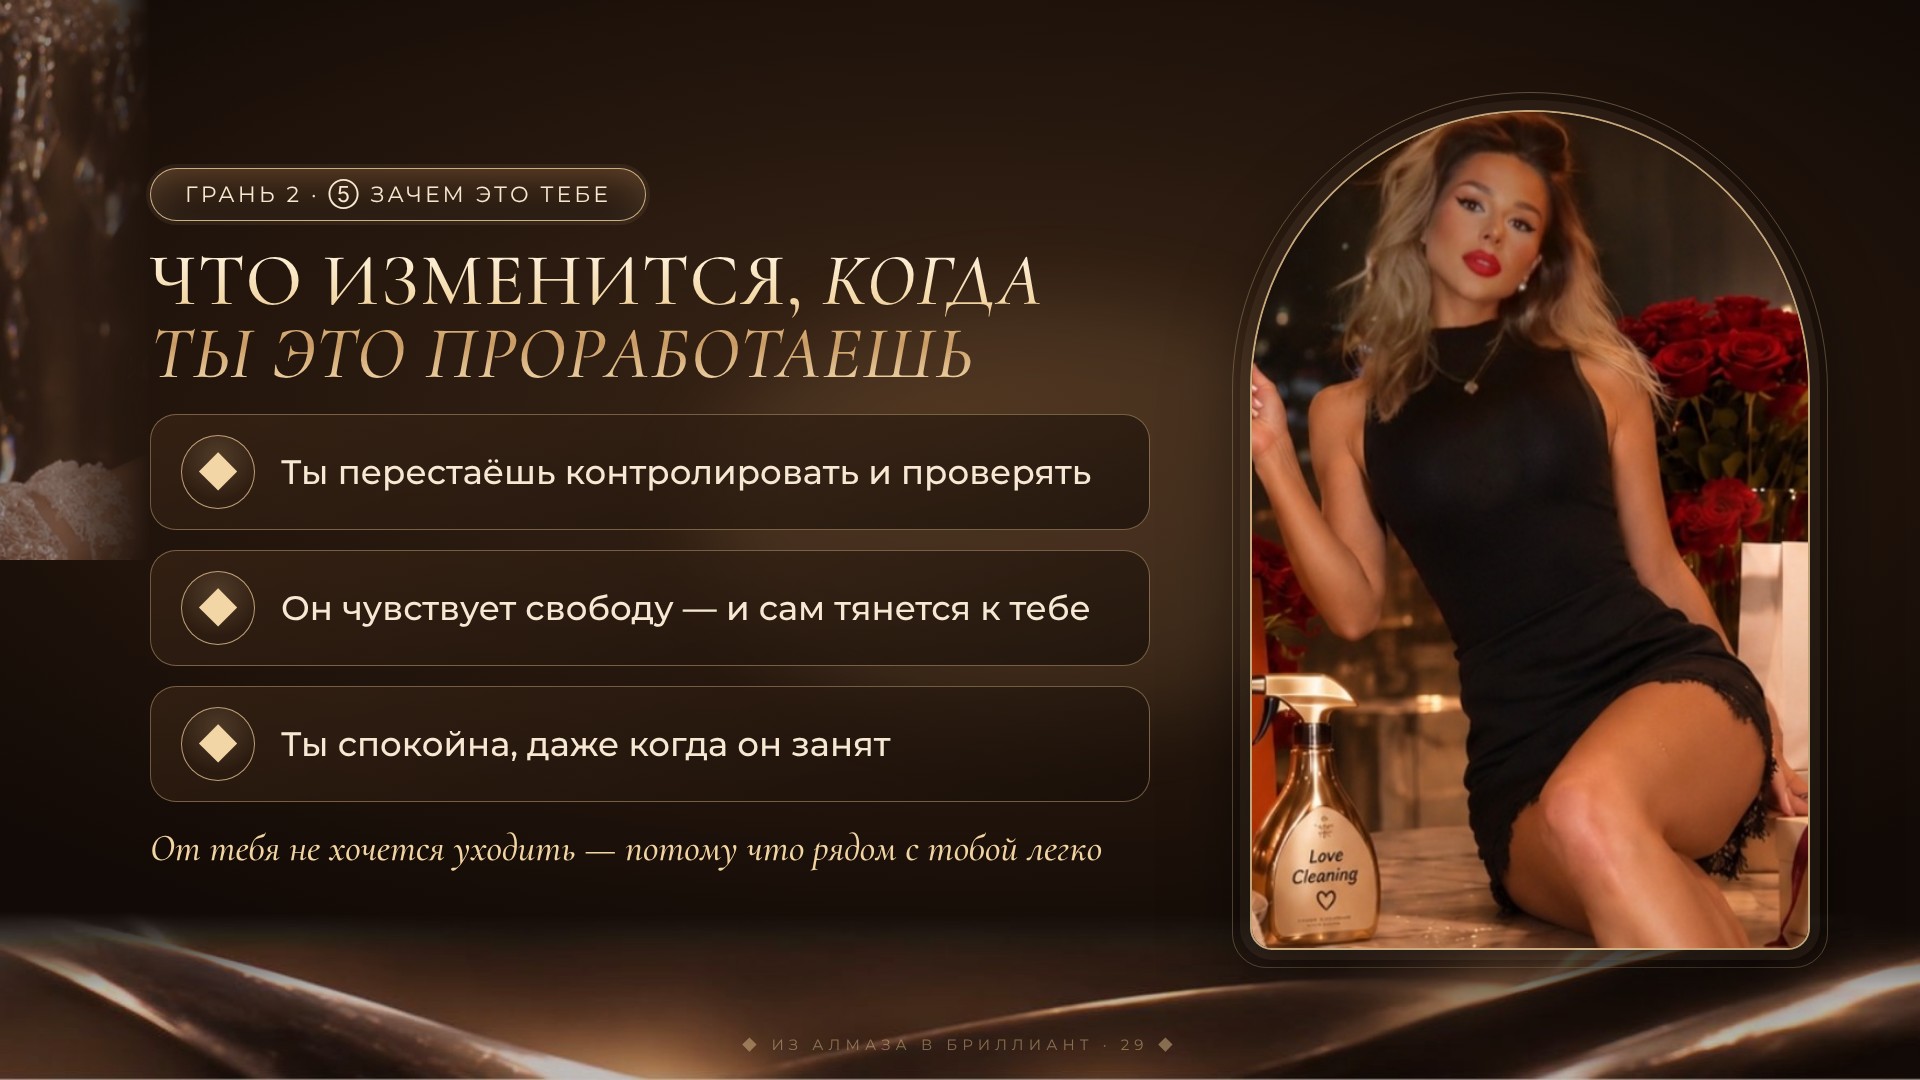 ГРАНЬ 2 · ⑤ ЗАЧЕМ ЭТО ТЕБЕ
ЧТО ИЗМЕНИТСЯ, КОГДА
ТЫ ЭТО ПРОРАБОТАЕШЬ
Ты перестаёшь контролировать и проверять
Он чувствует свободу — и сам тянется к тебе
Ты спокойна, даже когда он занят
От тебя не хочется уходить — потому что рядом с тобой легко
Love
Cleaning
◆ ИЗ АЛМАЗА В БРИЛЛИАНТ · 29 ◆